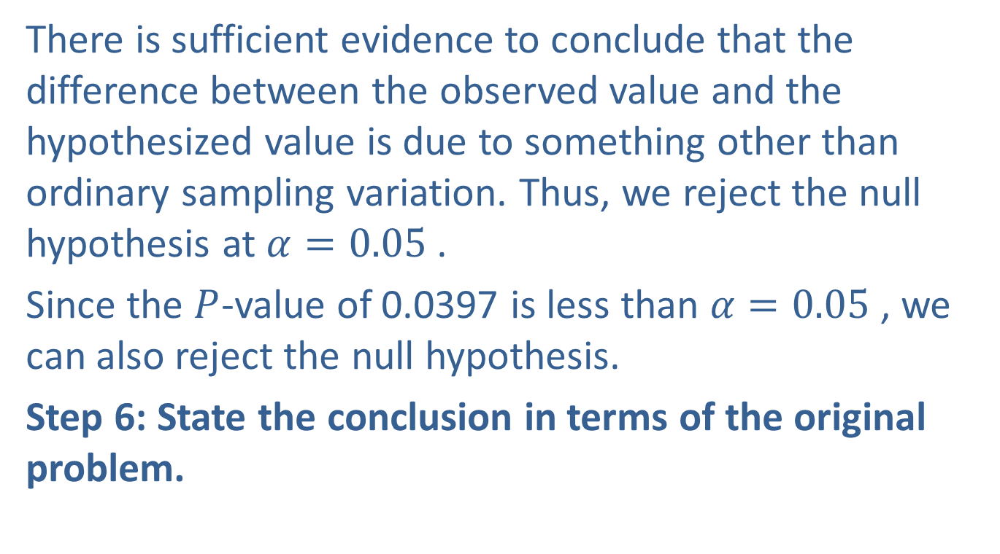 There is sufficient evidence to conclude that the
difference between the observed value and the
hypothesized value is due to something other than
ordinary sampling variation. Thus, we reject the null
hypothesis at α = 0.05 .
Since the P-value of 0.0397 is less than α = 0.05 , we
can also reject the null hypothesis.
Step 6: State the conclusion in terms of the original
problem.